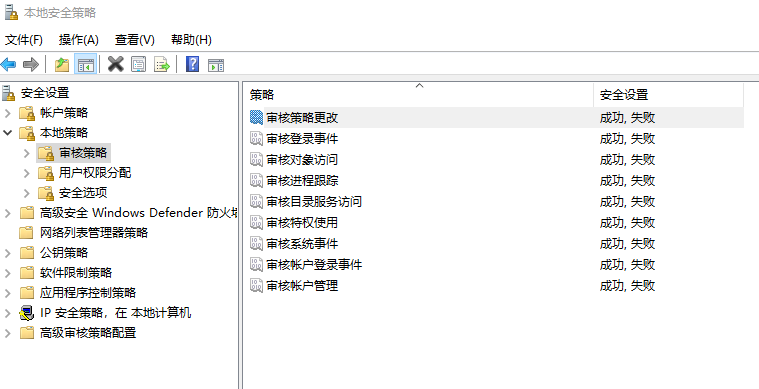 本地安全策略
文件(F) 操作(A) 查看(V) 帮助(H)
安全设置
帐户策略
本地策略
审核策略
用户权限分配
安全选项
高级安全 Windows Defender 防火墙
网络列表管理器策略
公钥策略
软件限制策略
应用程序控制策略
IP 安全策略，在 本地计算机
高级审核策略配置
策略 安全设置
审核策略更改 成功, 失败
审核登录事件 成功, 失败
审核对象访问 成功, 失败
审核进程跟踪 成功, 失败
审核目录服务访问 成功, 失败
审核特权使用 成功, 失败
审核系统事件 成功, 失败
审核帐户登录事件 成功, 失败
审核帐户管理 成功, 失败